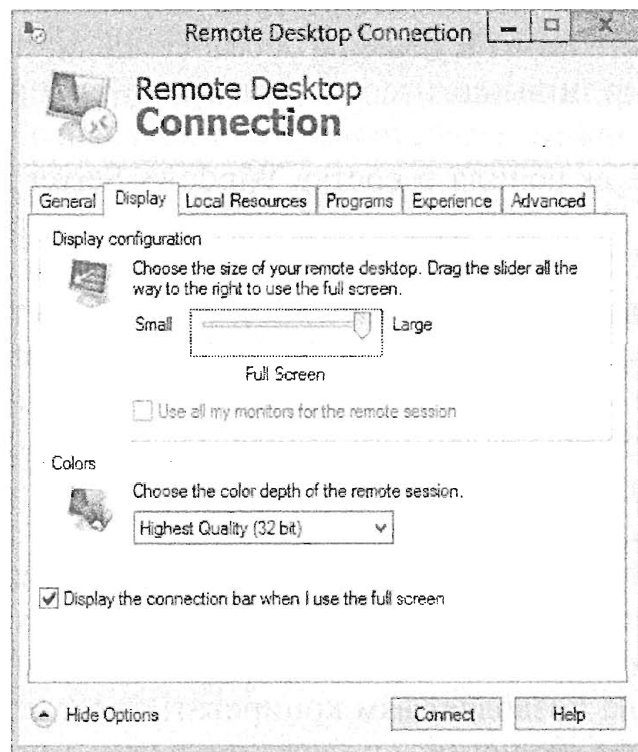 Remote Desktop Connection
Remote Desktop
Connection
General Display Local Resources Programs Experience Advanced
Display configuration
Choose the size of your remote desktop. Drag the slider all the
way to the right to use the full screen.
Small Large
Full Screen
Use all my monitors for the remote session
Colors
Choose the color depth of the remote session.
Highest Quality (32 bit)
Display the connection bar when I use the full screen
Hide Options Connect Help